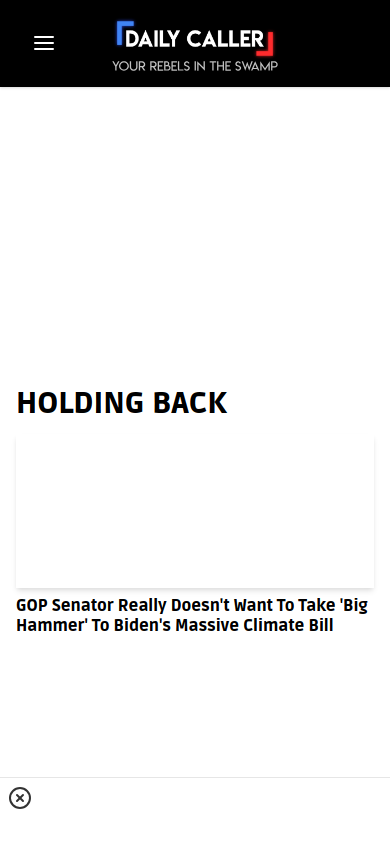 DAILY CALLER
YOUR REBELS IN THE SWAMP
HOLDING BACK
GOP Senator Really Doesn't Want To Take 'Big
Hammer' To Biden's Massive Climate Bill